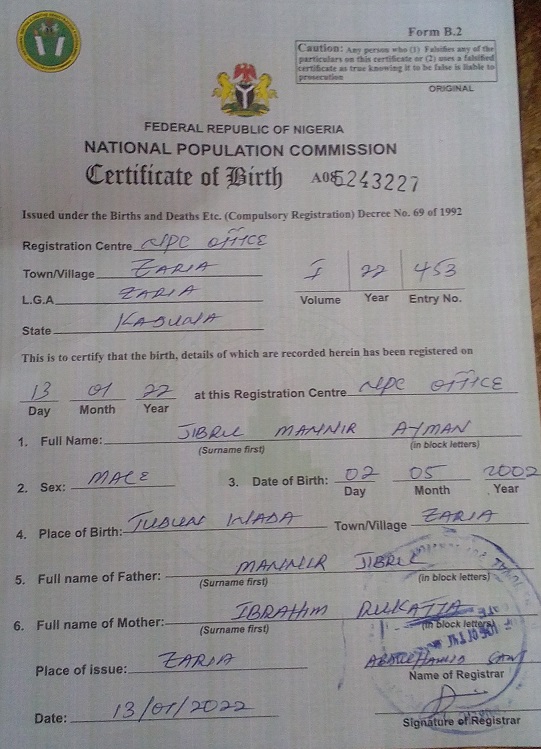 Form B.2
Caution: Any person who (1) Falsifies any of the
particulars on this certificate or (2) uses a falsified
certificate as true knowing it to be false is liable to
prosecution
ORIGINAL
FEDERAL REPUBLIC OF NIGERIA
NATIONAL POPULATION COMMISSION
Certificate of Birth A085243227
Issued under the Births and Deaths Etc. (Compulsory Registration) Decree No. 69 of 1992
Registration Centre NPC OFFICE
Town/Village ZARIA
L.G.A ZARIA
State KADUNA
I 22 453
Volume Year Entry No.
This is to certify that the birth, details of which are recorded herein has been registered on
13 01 22 at this Registration Centre NPC OFFICE
Day Month Year
1. Full Name: JIBRIL MANNIR AYMAN
(Surname first) (in block letters)
2. Sex: MALE 3. Date of Birth: 02 05 2002
Day Month Year
4. Place of Birth: TUDUN WADA Town/Village ZARIA
5. Full name of Father: MANNIR JIBRIL
(Surname first) (in block letters)
6. Full name of Mother: IBRAHIM RUKAIYA
(Surname first) (in block letters)
Place of issue: ZARIA
Name of Registrar
Date: 13/01/2022
Signature of Registrar